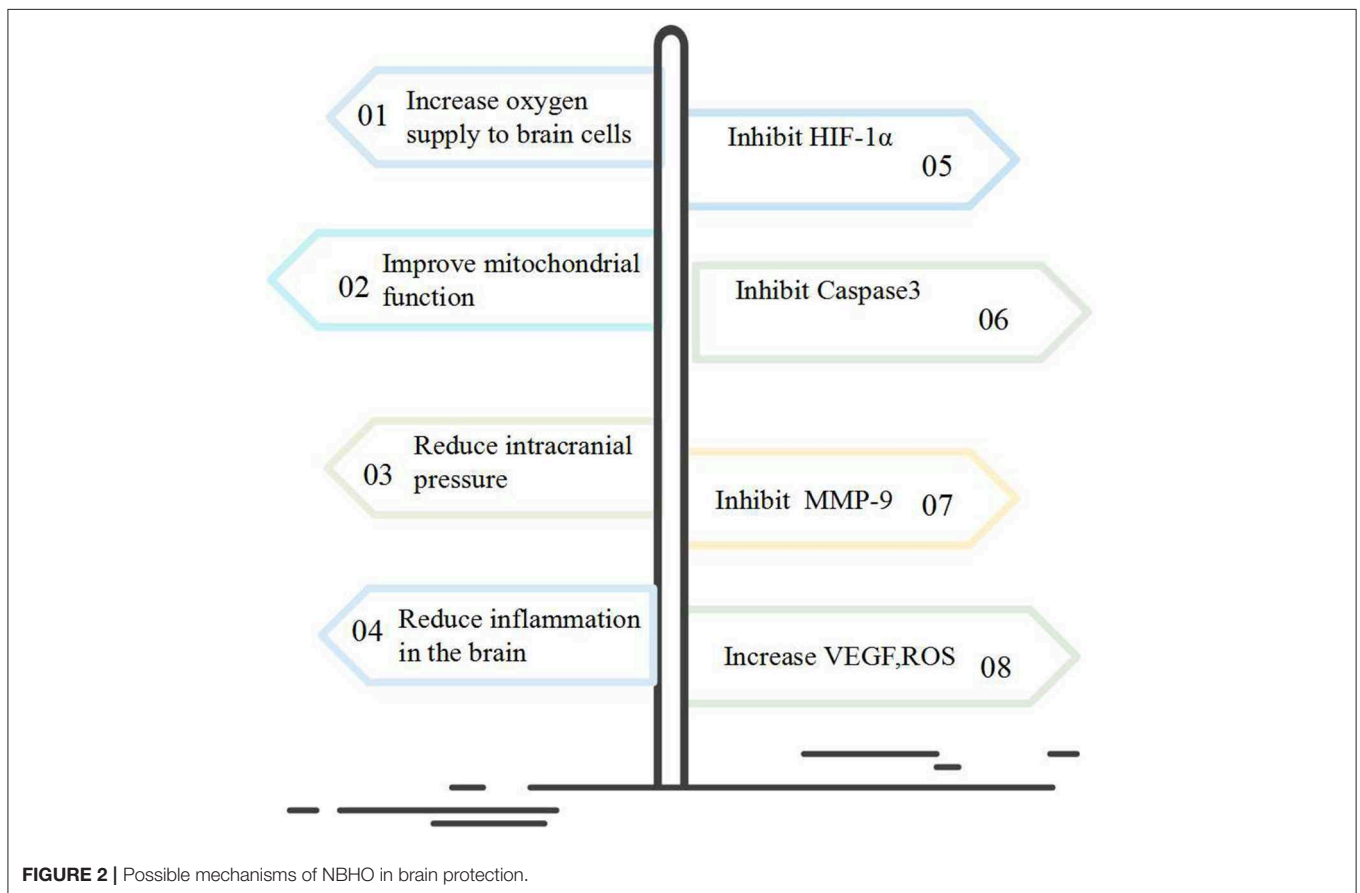 01
Increase oxygen
supply to brain cells
02
Improve mitochondrial
function
03
Reduce intracranial
pressure
04
Reduce inflammation
in the brain
Inhibit HIF-1α
05
Inhibit Caspase3
06
Inhibit MMP-9 07
Increase VEGF,ROS 08
FIGURE 2 | Possible mechanisms of NBHO in brain protection.